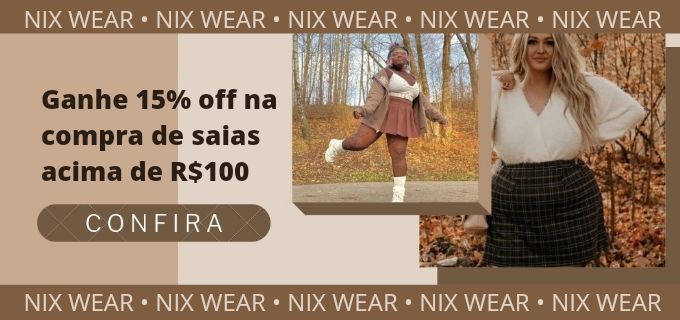 NIX WEAR • NIX WEAR • NIX WEAR • NIX WEAR • NIX WEAR
Ganhe 15% off na
compra de saias
acima de R$100
CONFIRA
NIX WEAR • NIX WEAR • NIX WEAR • NIX WEAR • NIX WEAR